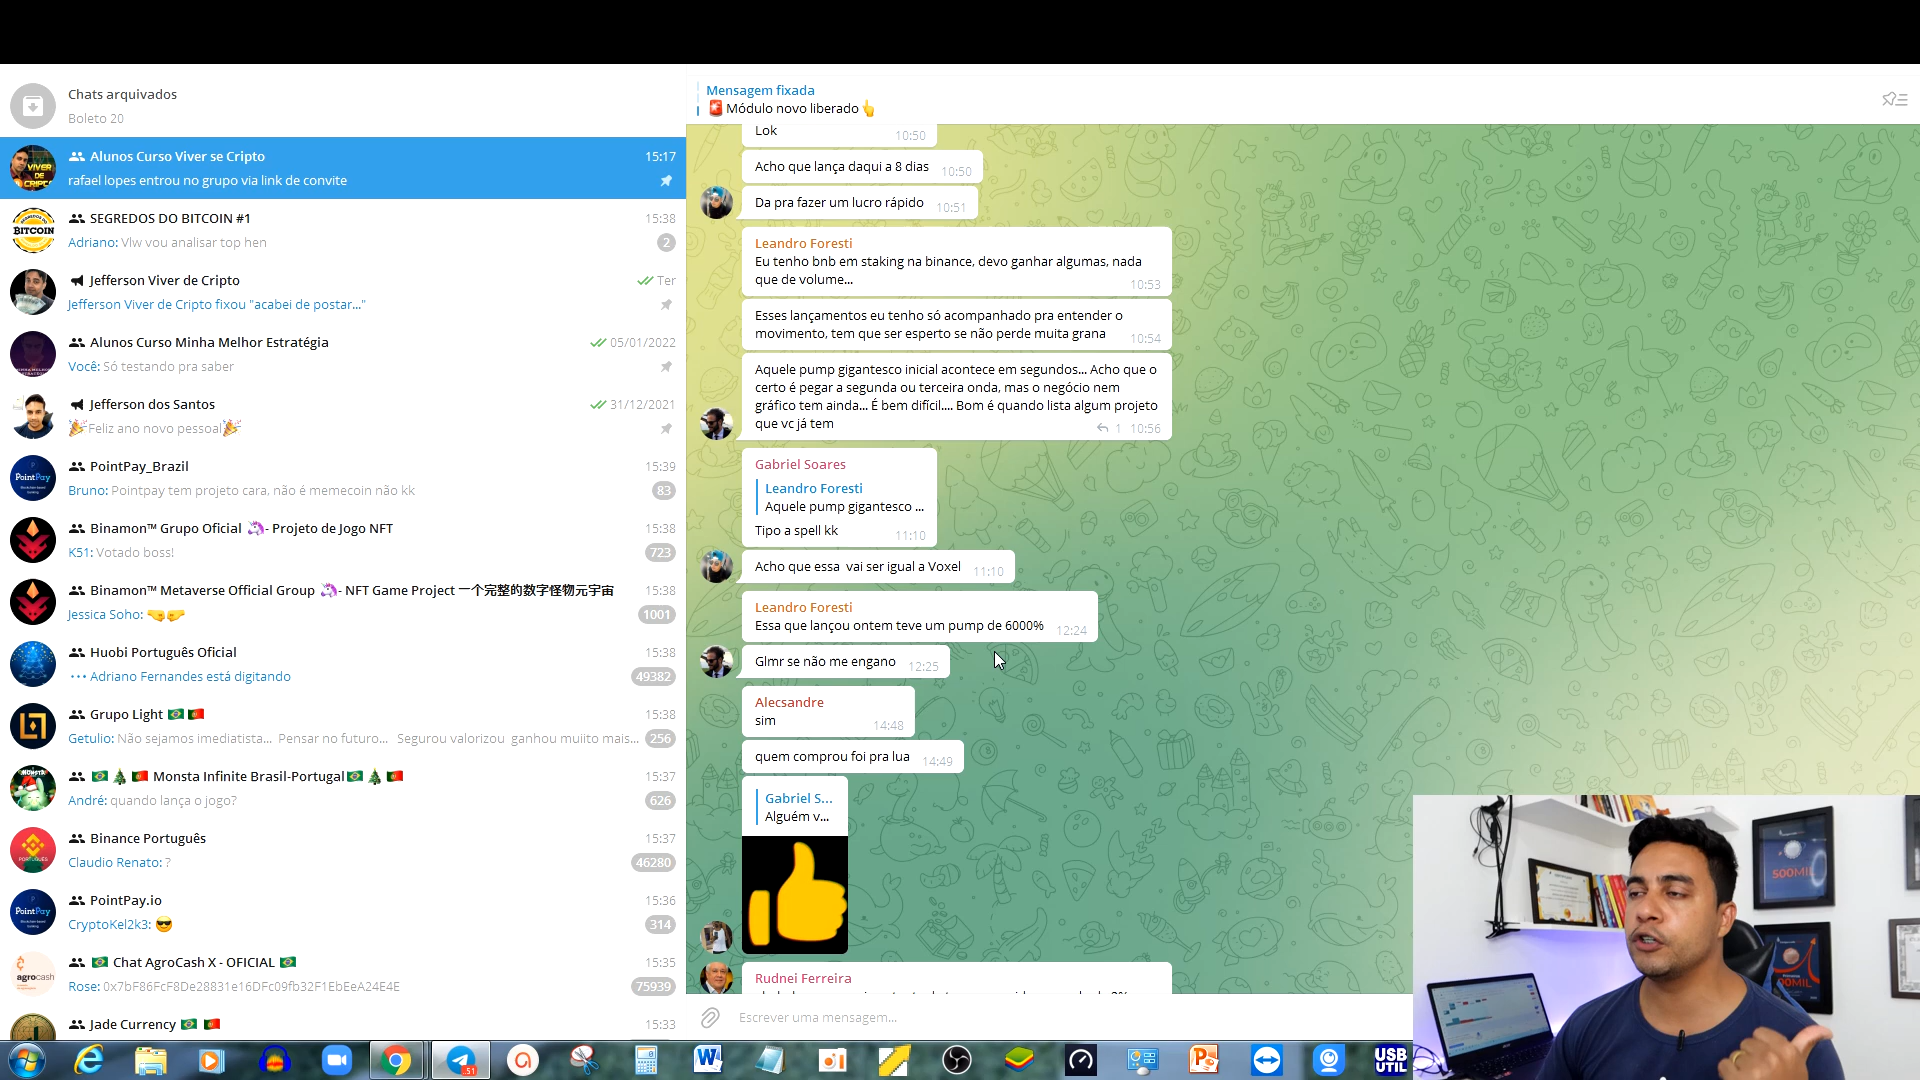 Chats arquivados
Boleto 20
Alunos Curso Viver se Cripto
15:17
rafael lopes entrou no grupo via link de convite
SEGREDOS DO BITCOIN #1
15:38
Adriano: Vlw vou analisar top hen
2
Jefferson Viver de Cripto
Ter
Jefferson Viver de Cripto fixou "acabei de postar..."
Alunos Curso Minha Melhor Estratégia
05/01/2022
Você: Só testando pra saber
Jefferson dos Santos
31/12/2021
🎉Feliz ano novo pessoal🎉
PointPay_Brazil
15:39
Bruno: Pointpay tem projeto cara, não é memecoin não kk
83
Binamon™ Grupo Oficial 🦄- Projeto de Jogo NFT
15:38
K51: Votado boss!
723
Binamon™ Metaverse Official Group 🦄- NFT Game Project 一个完整的数字怪物元宇宙
15:38
Jessica Soho: 🤜🤛
1001
Huobi Português Oficial
15:38
Adriano Fernandes está digitando
49382
Grupo Light 🇧🇷 🇵🇹
15:38
Getulio: Não sejamos imediatista... Pensar no futuro... Segurou valorizou ganhou muiito mais...
256
🇧🇷 🎄 🇵🇹 Monsta Infinite Brasil-Portugal🇧🇷 🎄 🇵🇹
15:37
André: quando lança o jogo?
626
Binance Português
15:37
Claudio Renato: ?
46280
PointPay.io
15:36
CryptoKel2k3: 😎
314
🇧🇷 Chat AgroCash X - OFICIAL 🇧🇷
15:35
Rose: 0x7bF86FcF8De28831e16DFc09fb32F1EbEeA24E4E
75939
Jade Currency 🇧🇷 🇵🇹
15:33
VIVER
DE
BITCOIN
PointPay
PORTUGUÊS
PointPay
agrocash
Mensagem fixada
🚨 Módulo novo liberado👆
Lok
10:50
Acho que lança daqui a 8 dias
10:50
Da pra fazer um lucro rápido
10:51
Leandro Foresti
Eu tenho bnb em staking na binance, devo ganhar algumas, nada
que de volume...
10:53
Esses lançamentos eu tenho só acompanhado pra entender o
movimento, tem que ser esperto se não perde muita grana
10:54
Aquele pump gigantesco inicial acontece em segundos... Acho que o
certo é pegar a segunda ou terceira onda, mas o negócio nem
gráfico tem ainda... É bem difícil.... Bom é quando lista algum projeto
que vc já tem
1 10:56
Gabriel Soares
Leandro Foresti
Aquele pump gigantesco ...
Tipo a spell kk
11:10
Acho que essa vai ser igual a Voxel
11:10
Leandro Foresti
Essa que lançou ontem teve um pump de 6000%
12:24
Glmr se não me engano
12:25
Alecsandre
sim
14:48
quem comprou foi pra lua
14:49
Gabriel S...
Alguém v...
Rudnei Ferreira
Escrever uma mensagem...
500MIL
51
USB
UTIL